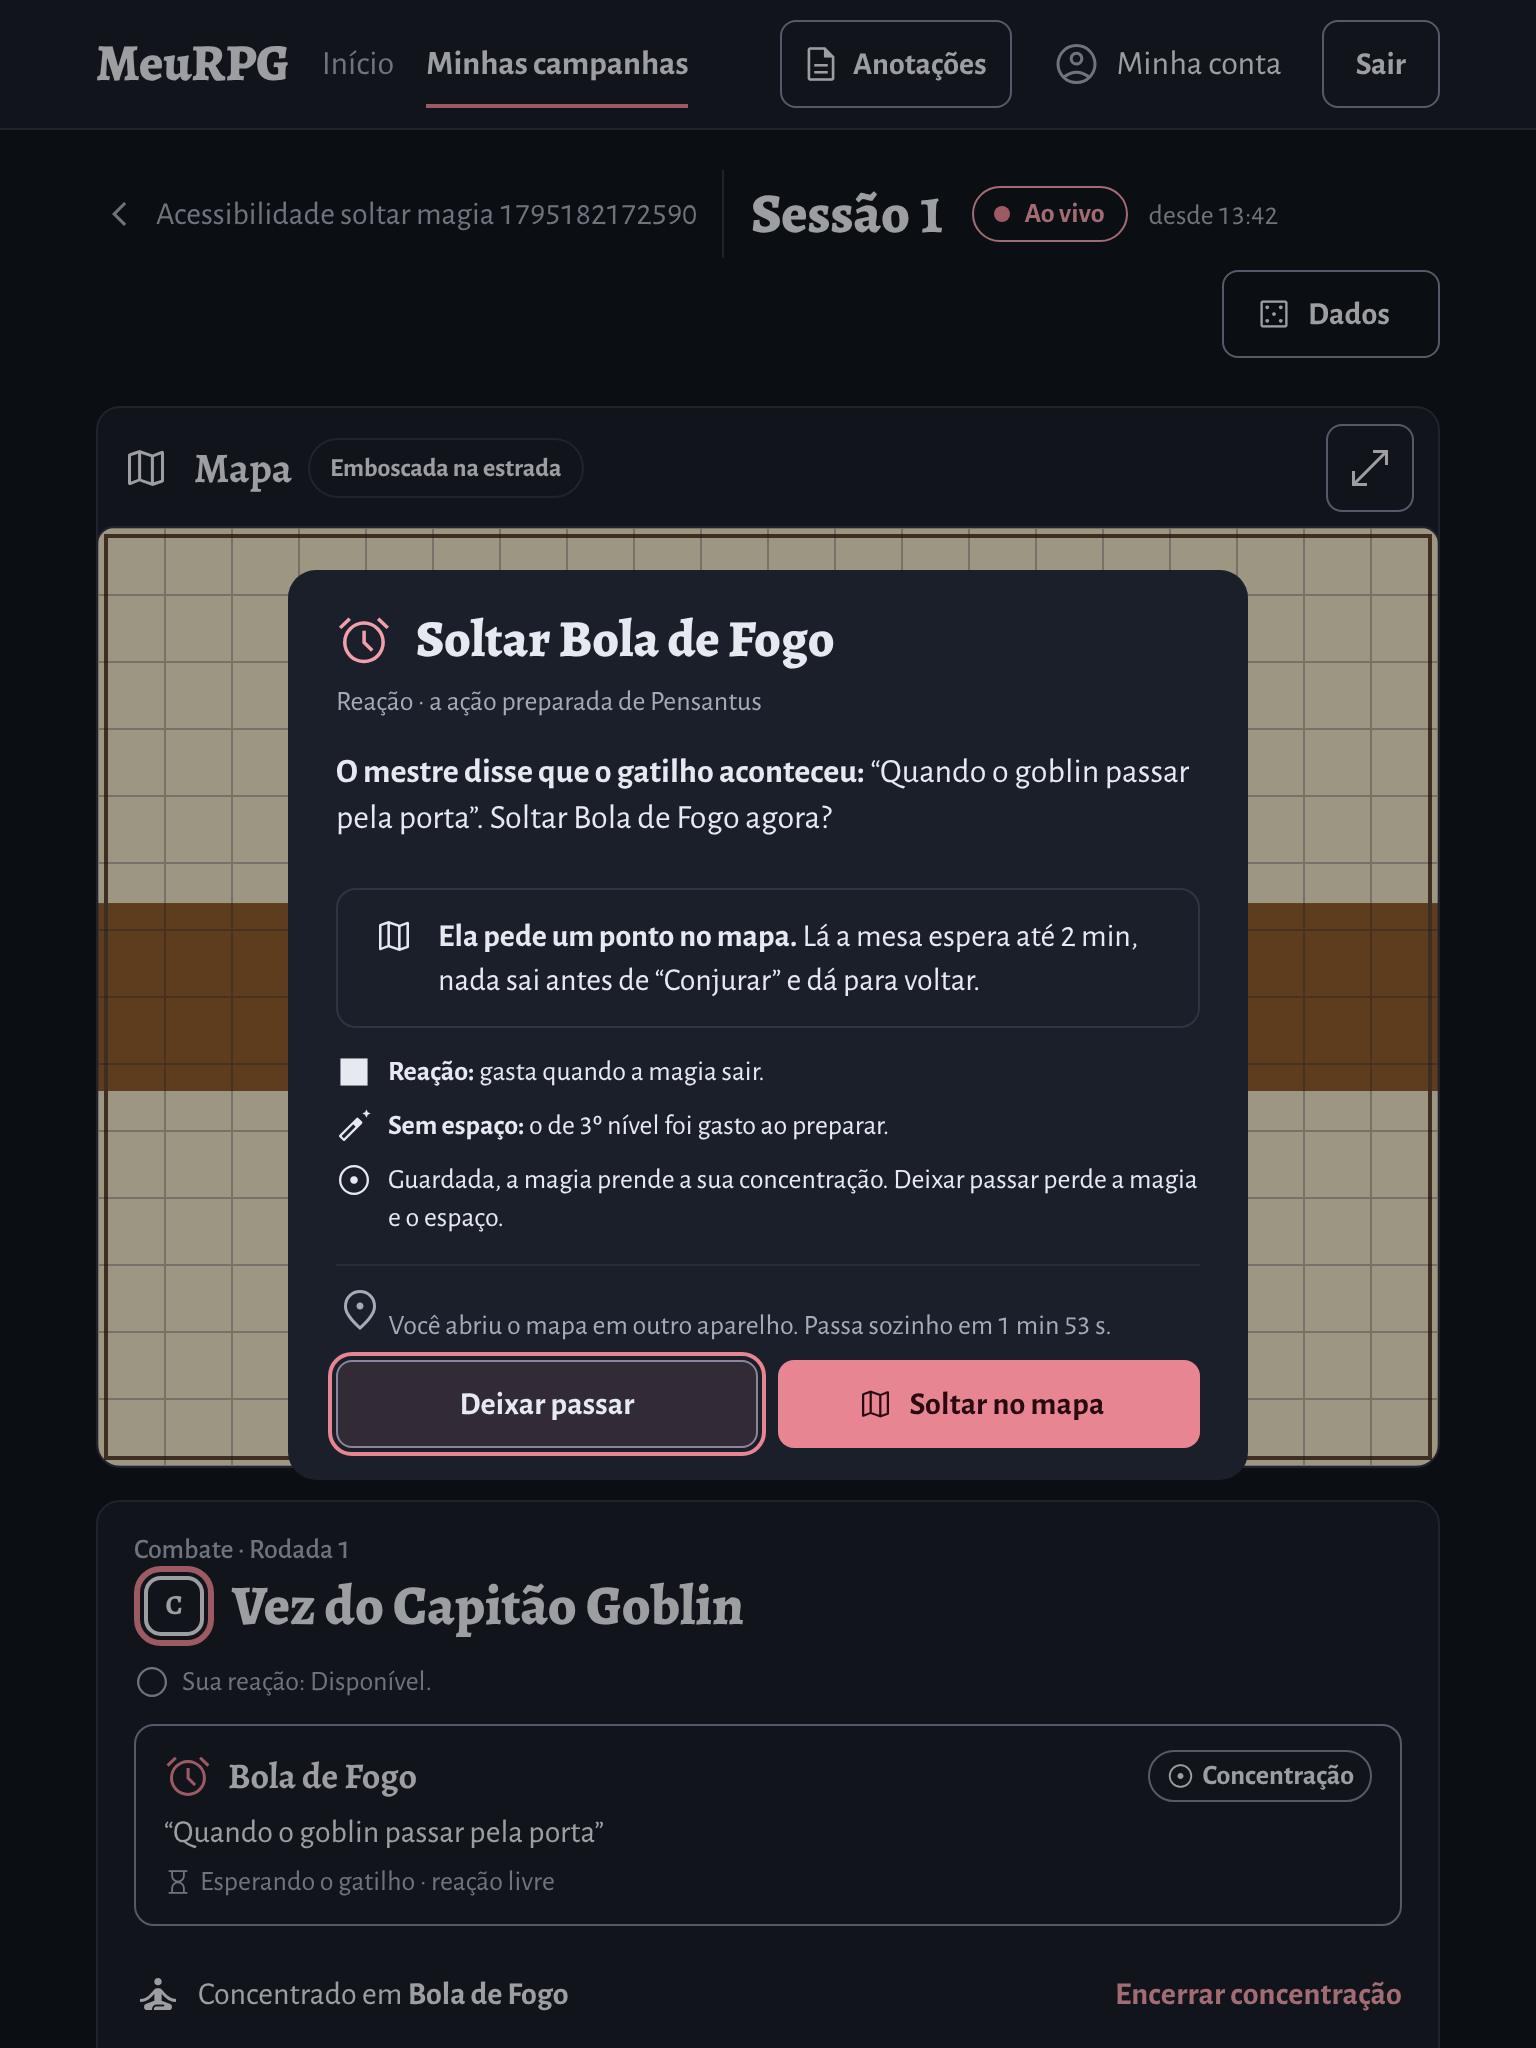 MeuRPG
Início
Minhas campanhas
Anotações
Minha conta
Sair
Acessibilidade soltar magia 1795182172590
Sessão 1
Ao vivo
desde 13:42
Dados
Mapa
Emboscada na estrada
Soltar Bola de Fogo
Reação · a ação preparada de Pensantus
O mestre disse que o gatilho aconteceu: “Quando o goblin passar
pela porta”. Soltar Bola de Fogo agora?
Ela pede um ponto no mapa. Lá a mesa espera até 2 min,
nada sai antes de “Conjurar” e dá para voltar.
Reação: gasta quando a magia sair.
Sem espaço: o de 3º nível foi gasto ao preparar.
Guardada, a magia prende a sua concentração. Deixar passar perde a magia
e o espaço.
Você abriu o mapa em outro aparelho. Passa sozinho em 1 min 53 s.
Deixar passar
Soltar no mapa
Combate · Rodada 1
C
Vez do Capitão Goblin
Sua reação: Disponível.
Bola de Fogo
Concentração
“Quando o goblin passar pela porta”
Esperando o gatilho · reação livre
Concentrado em Bola de Fogo
Encerrar concentração